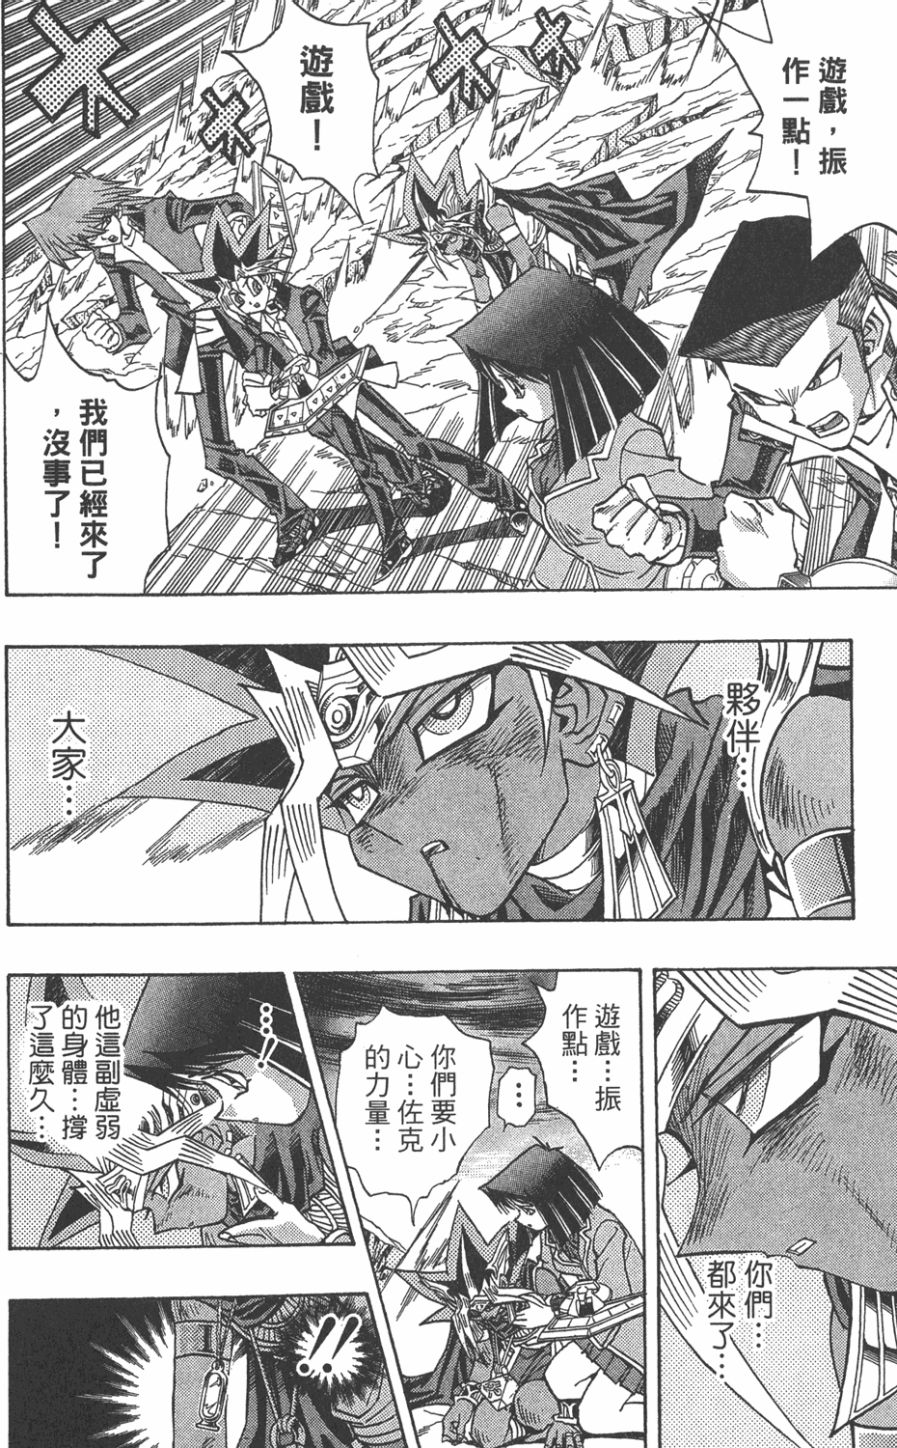 遊戲，振
作一點！
遊戲！
我們已經來了
，沒事了！
夥伴…
大家…
你們…
都來了…
遊戲…振
作點…
…
你們要小
心…佐克
的力量…
…!!
他這副虛弱
的身體…撐
了這麼久…
!!